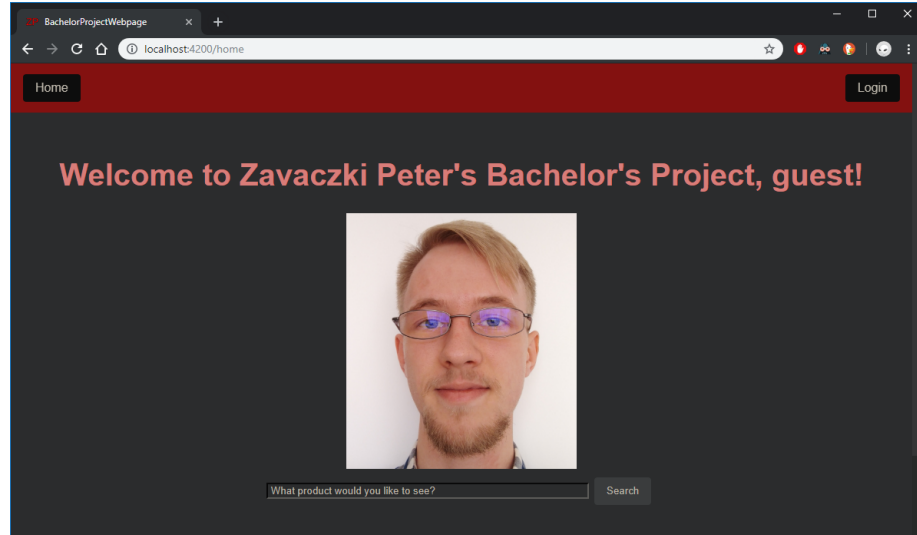 BachelorProjectWebpage
localhost:4200/home
Home
Login
Welcome to Zavaczki Peter's Bachelor's Project, guest!
What product would you like to see?
Search